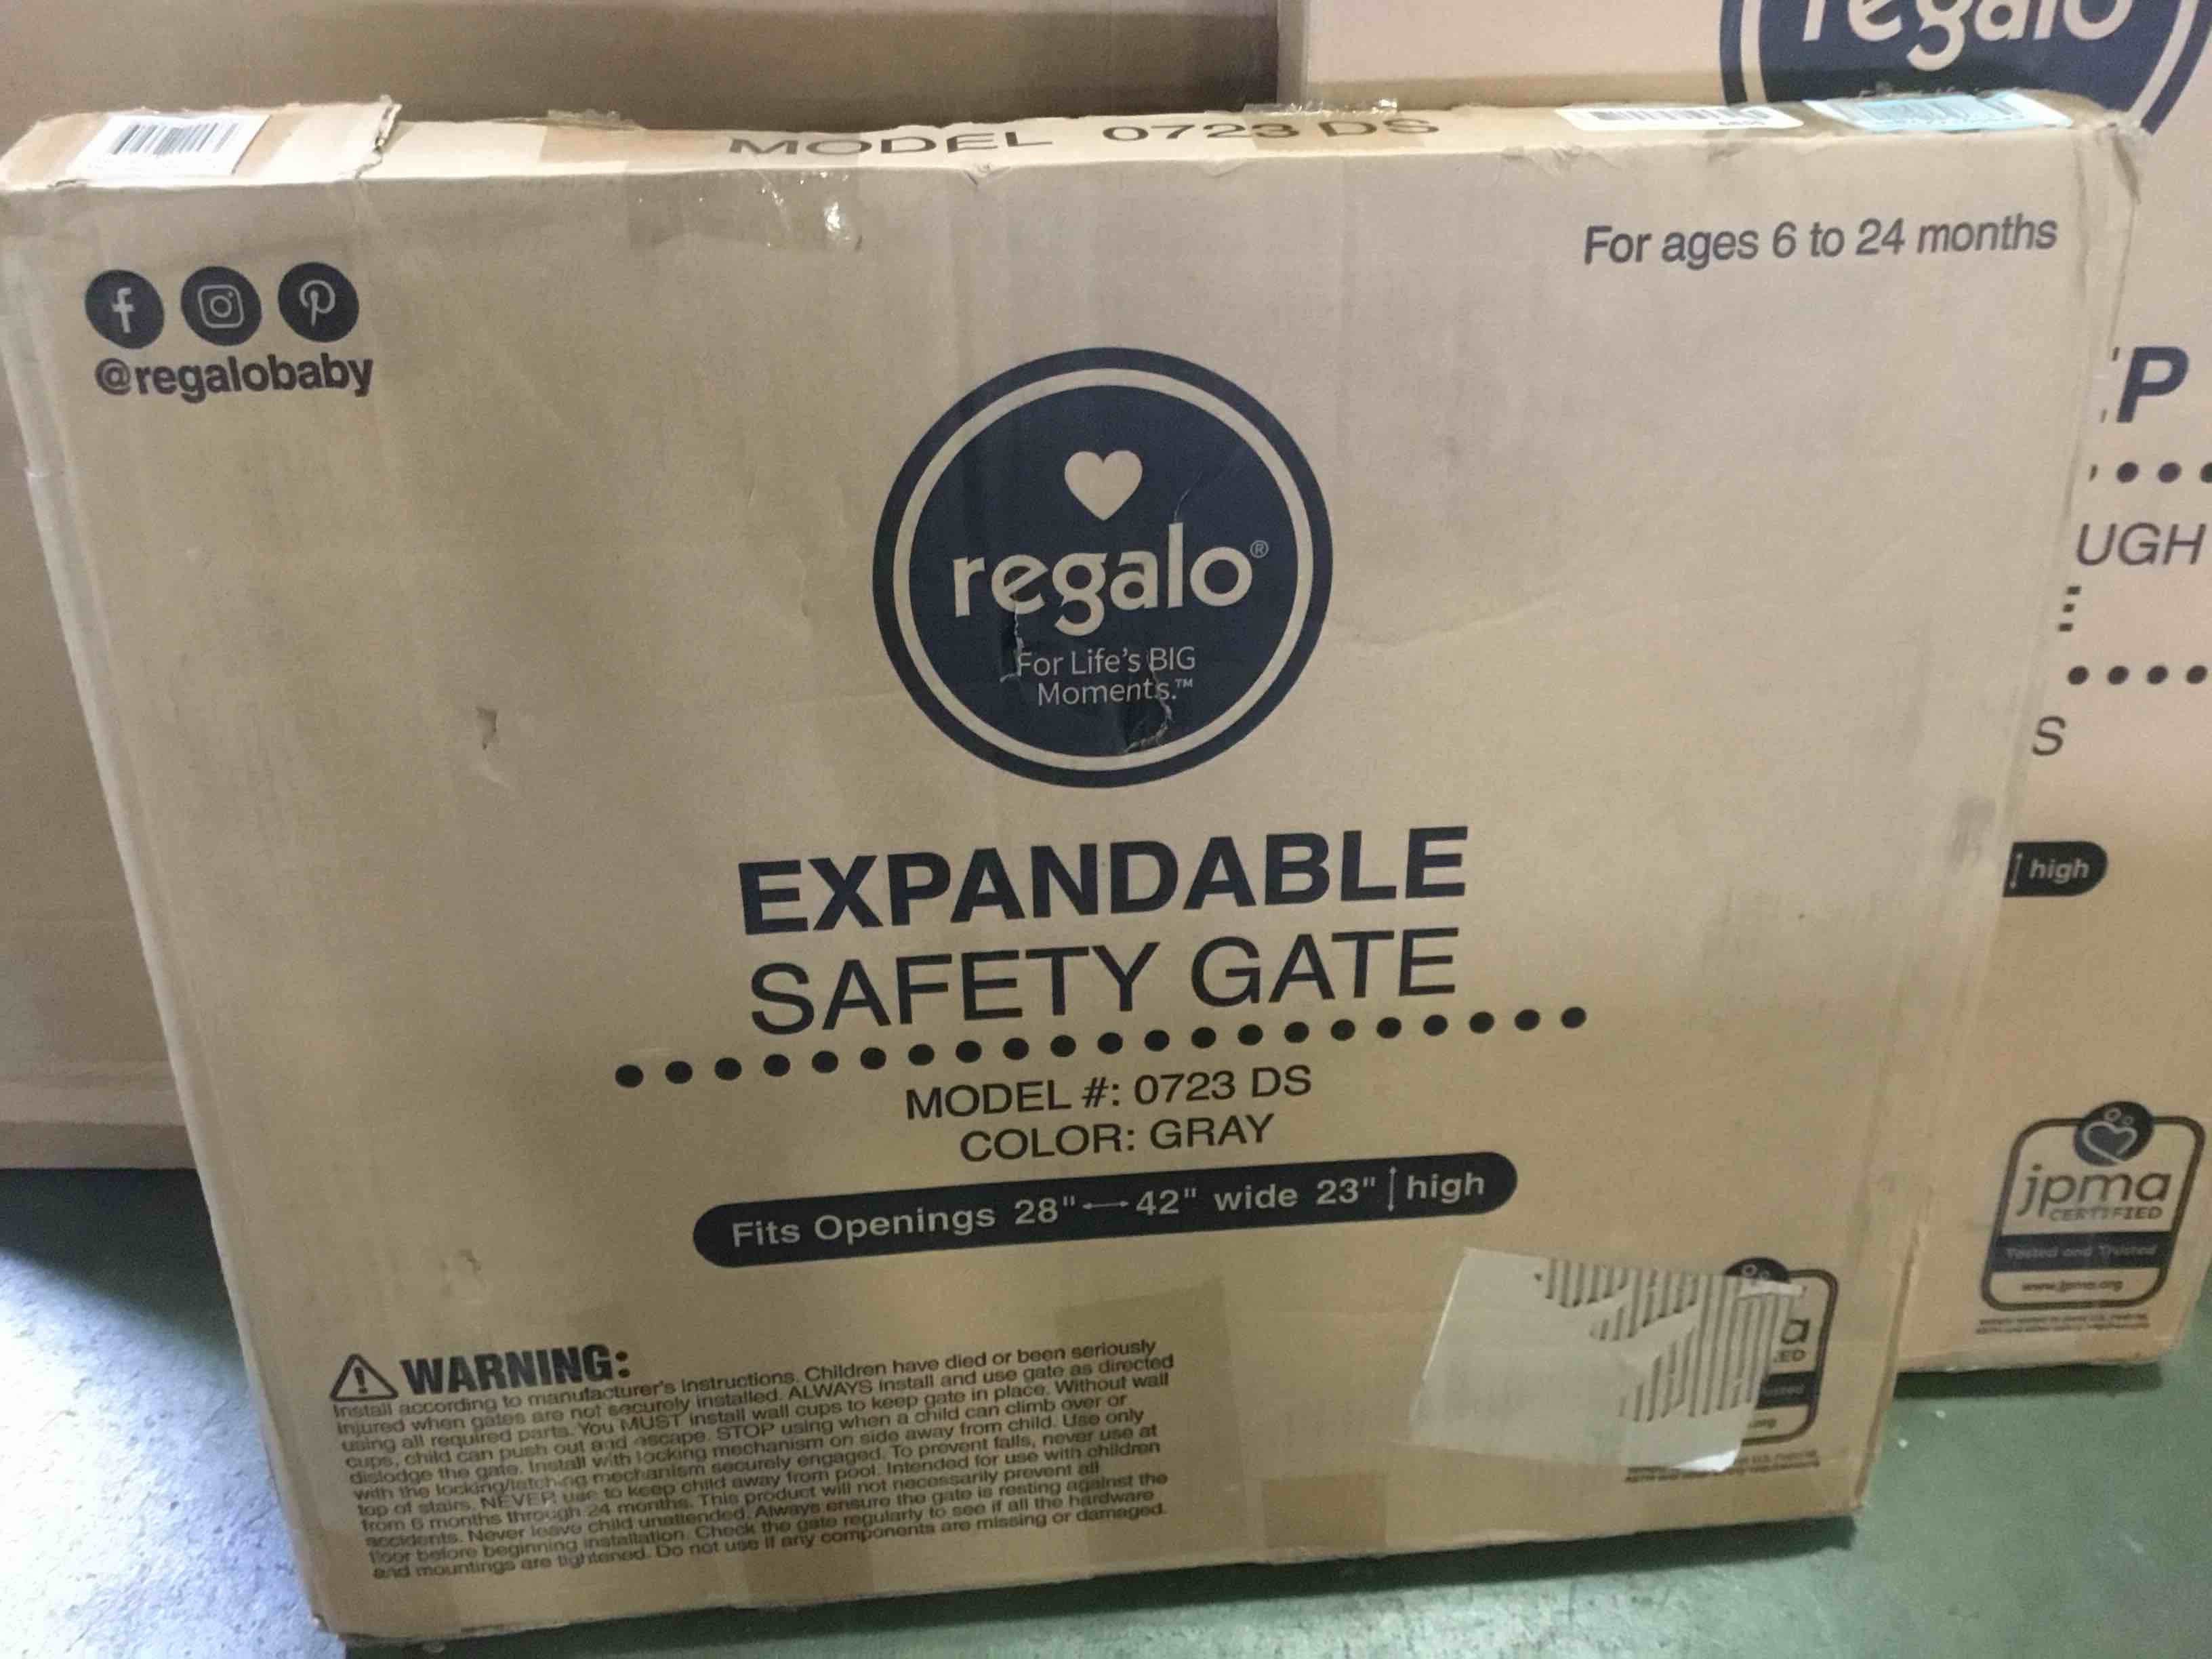 regalo
MODEL 0723 DS
For ages 6 to 24 months
@regalobaby
regalo®
For Life's BIG
Moments.™
EXPANDABLE
SAFETY GATE
MODEL #: 0723 DS
COLOR: GRAY
Fits Openings 28" 42" wide 23" high
WARNING:
Install according to manufacturer's instructions. Children have died or been seriously
injured when gates are not securely installed. ALWAYS install and use gate as directed
using all required parts. You MUST install wall cups to keep gate in place. Without wall
cups, child can push out and escape. STOP using when a child can climb over or
dislodge the gate. Install with locking mechanism on side away from child. Use only
with the locking/latching mechanism securely engaged. To prevent falls, never use at
top of stairs. NEVER use to keep child away from pool. Intended for use with children
from 6 months through 24 months. This product will not necessarily prevent all
accidents. Never leave child unattended. Always ensure the gate is resting against the
floor before beginning installation. Check the gate regularly to see if all the hardware
and mountings are tightened. Do not use if any components are missing or damaged.
P
UGH
S
high
jpma
CERTIFIED
Tested and Trusted
www.jpma.org
a
ED